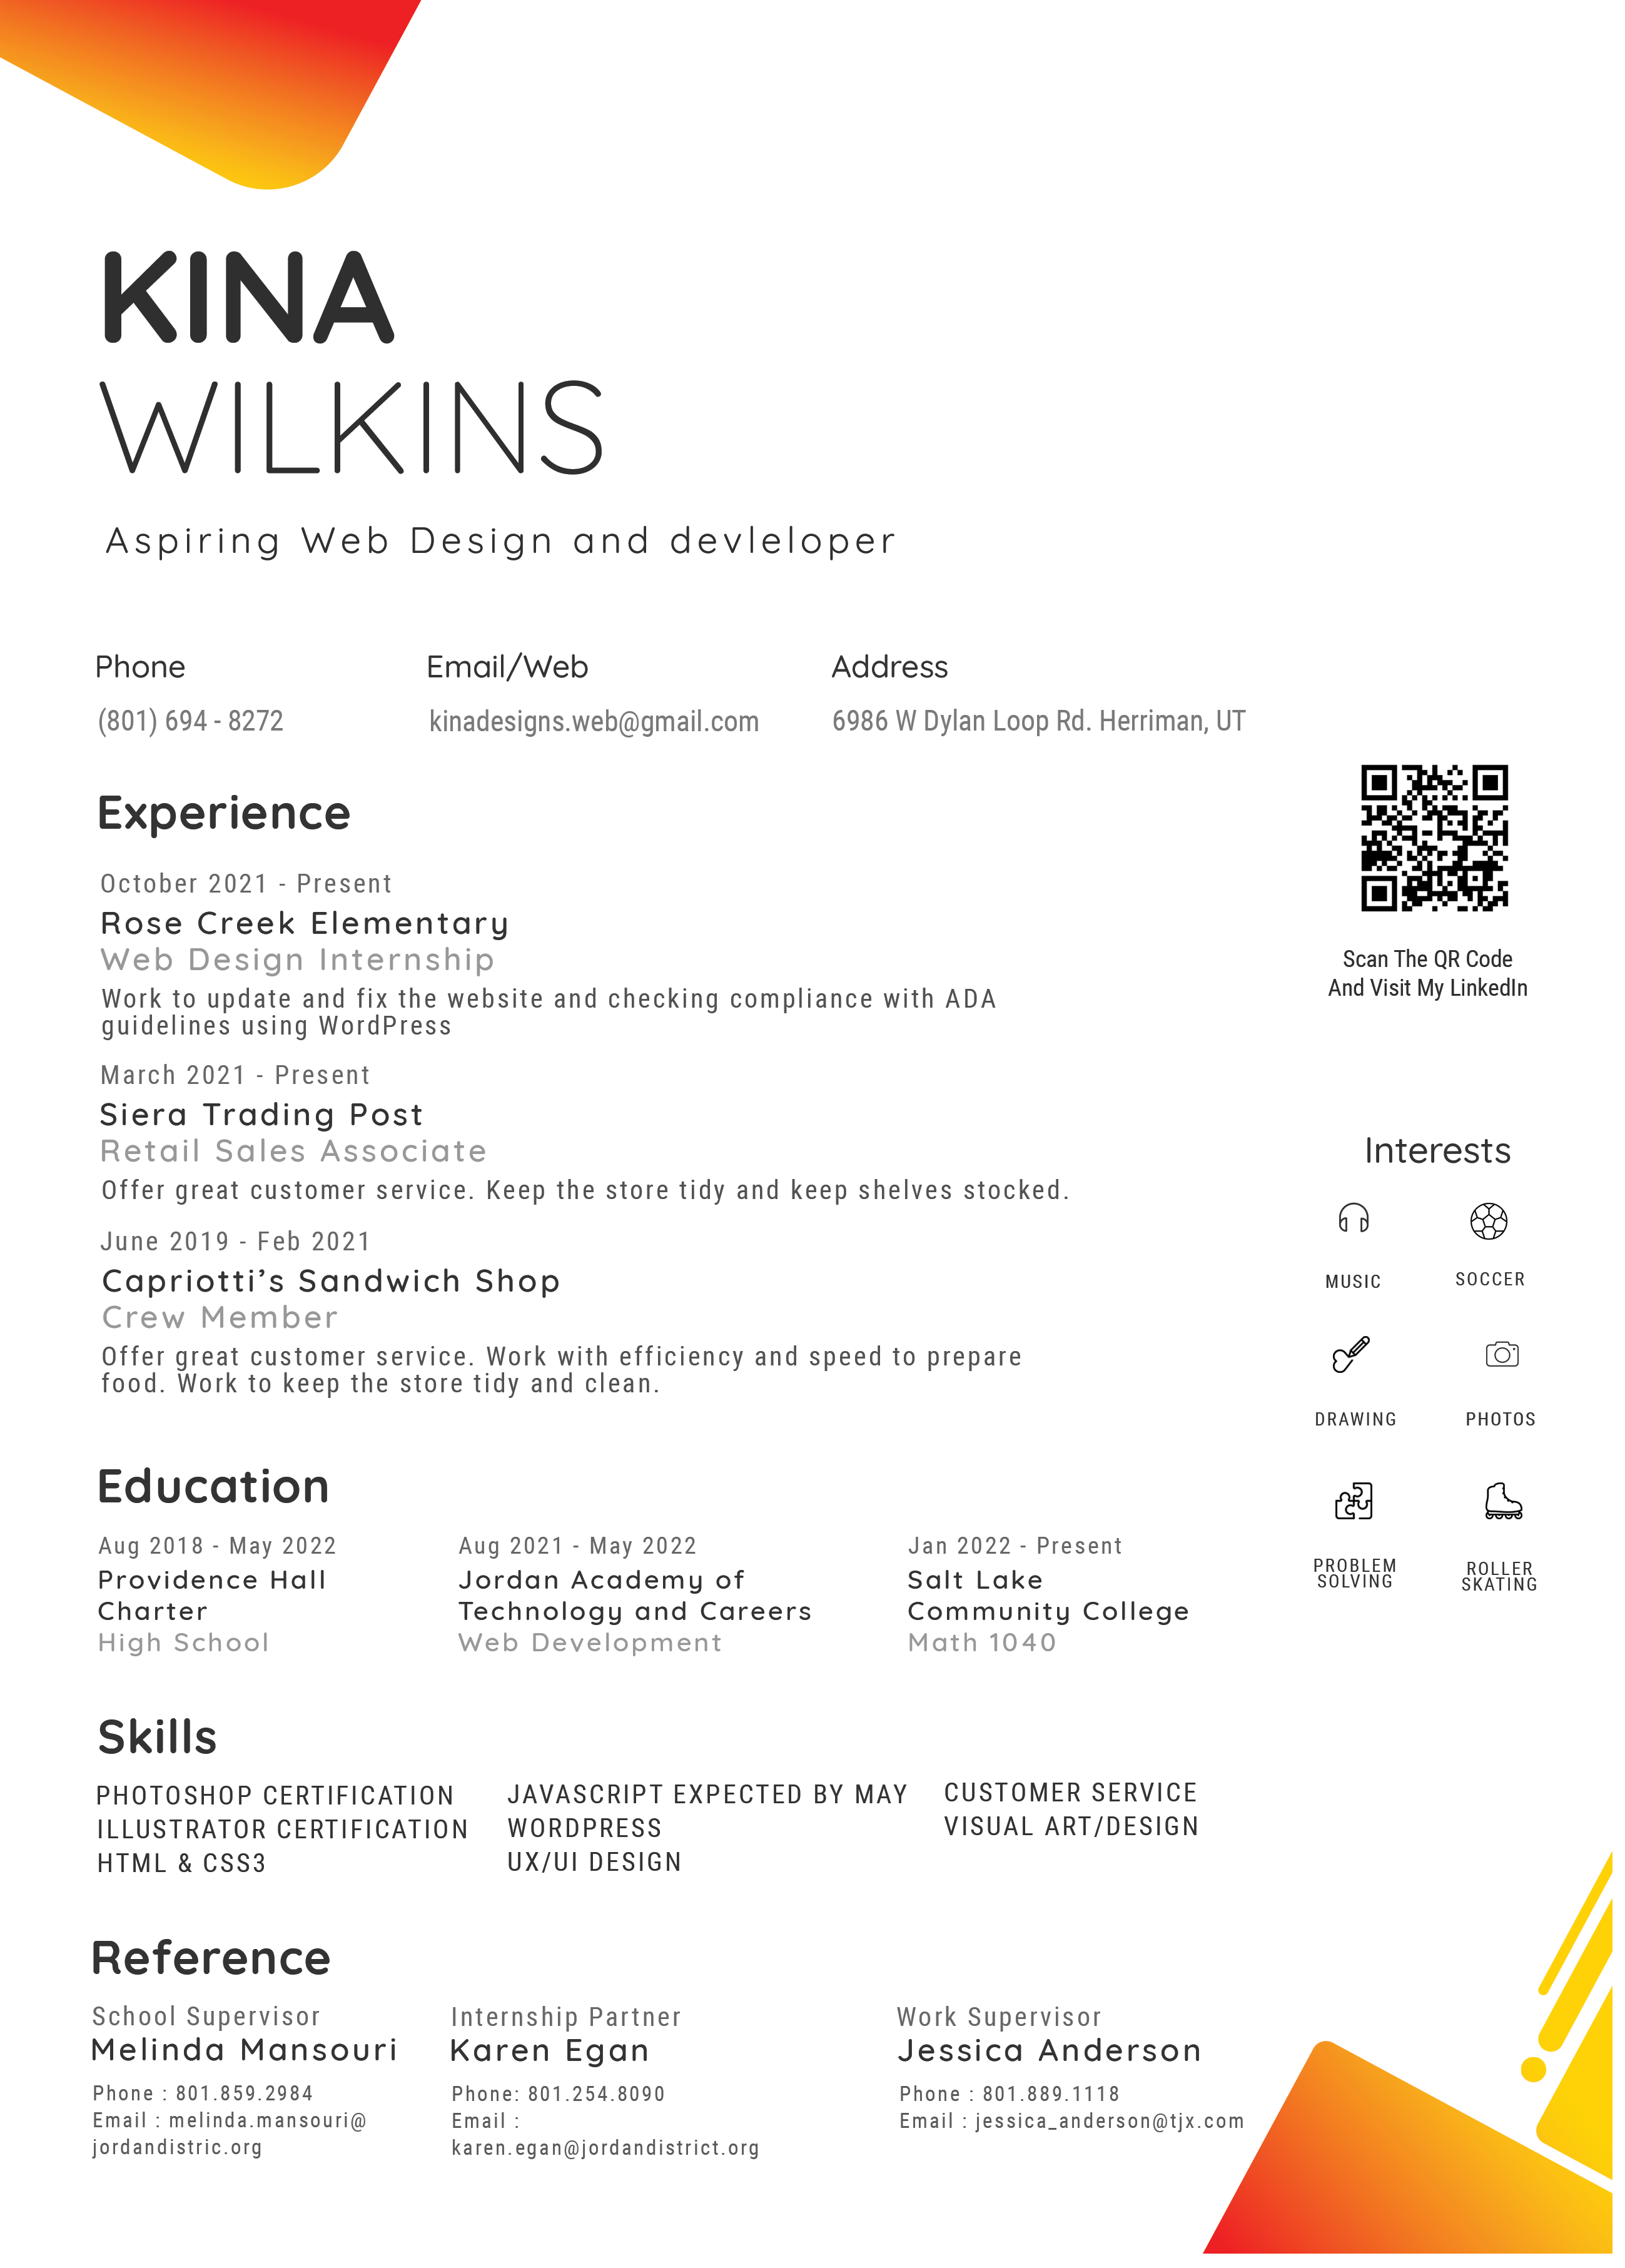 KINA
WILKINS
Aspiring Web Design and devleloper
Phone
(801) 694 - 8272
Email/Web
kinadesigns.web@gmail.com
Address
6986 W Dylan Loop Rd. Herriman, UT
Experience
October 2021 - Present
Rose Creek Elementary
Web Design Internship
Work to update and fix the website and checking compliance with ADA
guidelines using WordPress
March 2021 - Present
Siera Trading Post
Retail Sales Associate
Offer great customer service. Keep the store tidy and keep shelves stocked.
June 2019 - Feb 2021
Capriotti’s Sandwich Shop
Crew Member
Offer great customer service. Work with efficiency and speed to prepare
food. Work to keep the store tidy and clean.
Scan The QR Code
And Visit My LinkedIn
Interests
MUSIC
SOCCER
DRAWING
PHOTOS
PROBLEM
SOLVING
ROLLER
SKATING
Education
Aug 2018 - May 2022
Providence Hall
Charter
High School
Aug 2021 - May 2022
Jordan Academy of
Technology and Careers
Web Development
Jan 2022 - Present
Salt Lake
Community College
Math 1040
Skills
PHOTOSHOP CERTIFICATION
ILLUSTRATOR CERTIFICATION
HTML & CSS3
JAVASCRIPT EXPECTED BY MAY
WORDPRESS
UX/UI DESIGN
CUSTOMER SERVICE
VISUAL ART/DESIGN
Reference
School Supervisor
Melinda Mansouri
Phone : 801.859.2984
Email : melinda.mansouri@
jordandistric.org
Internship Partner
Karen Egan
Phone: 801.254.8090
Email :
karen.egan@jordandistrict.org
Work Supervisor
Jessica Anderson
Phone : 801.889.1118
Email : jessica_anderson@tjx.com